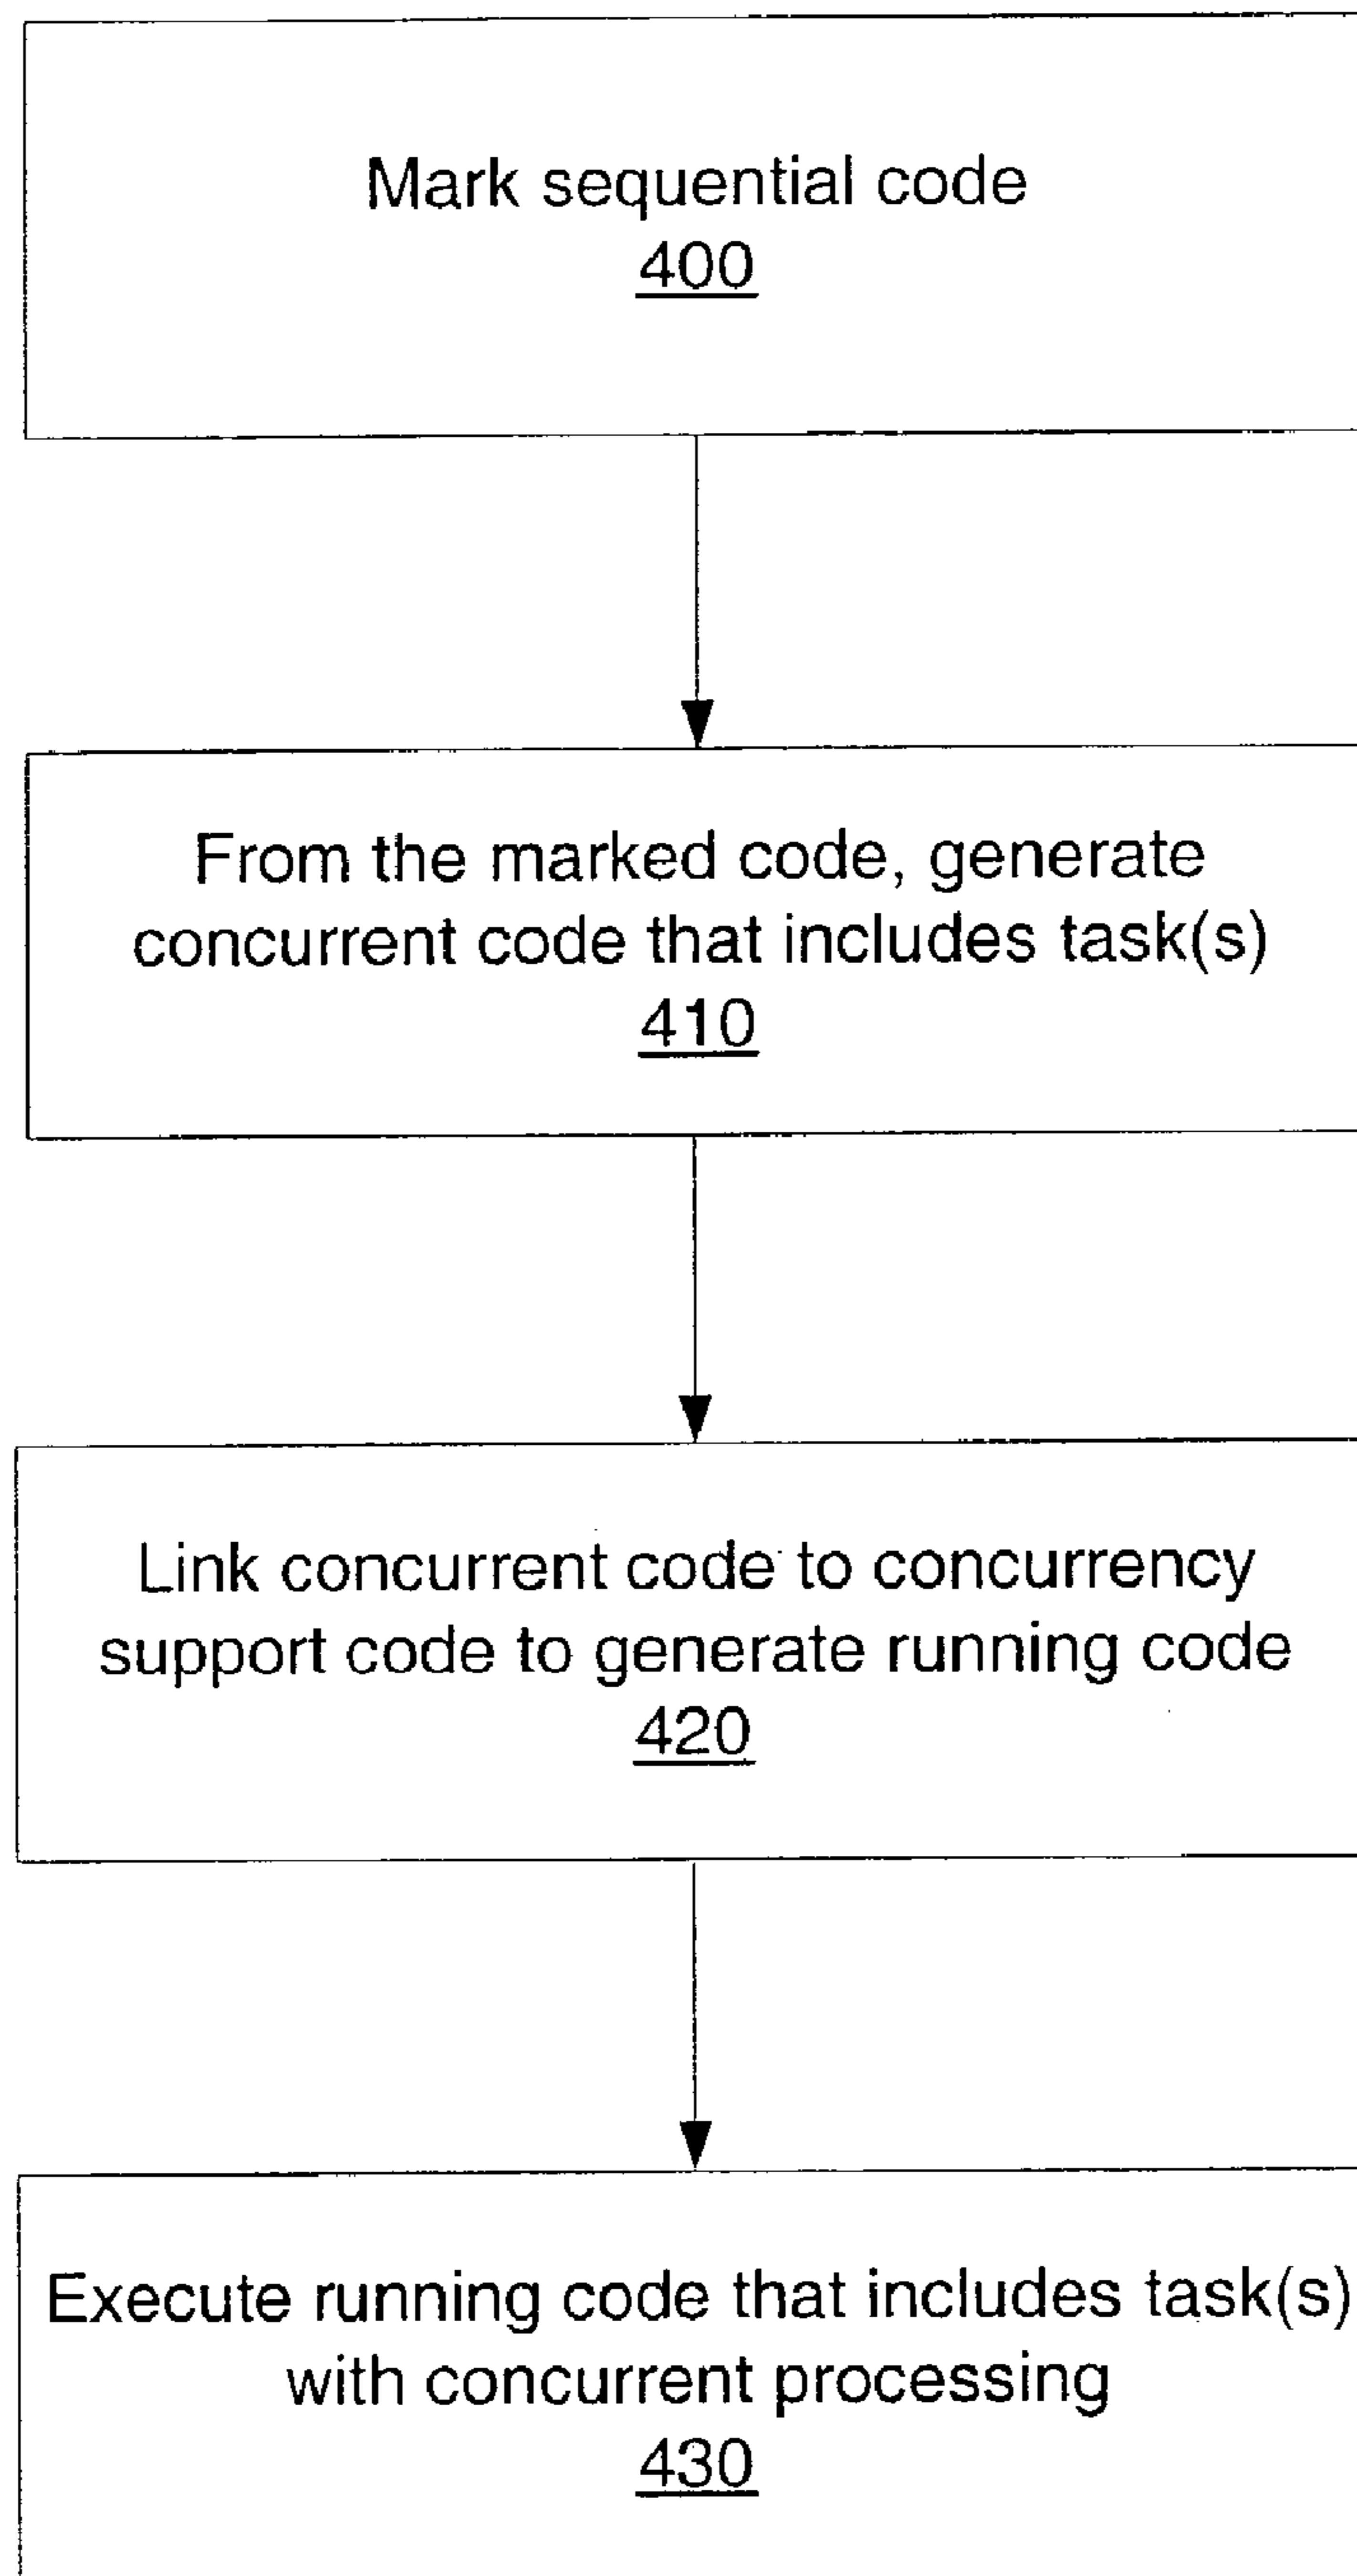 Mark sequential code
400
From the marked code, generate
concurrent code that includes task(s)
410
Link concurrent code to concurrency
support code to generate running code
420
Execute running code that includes task(s)
with concurrent processing
430